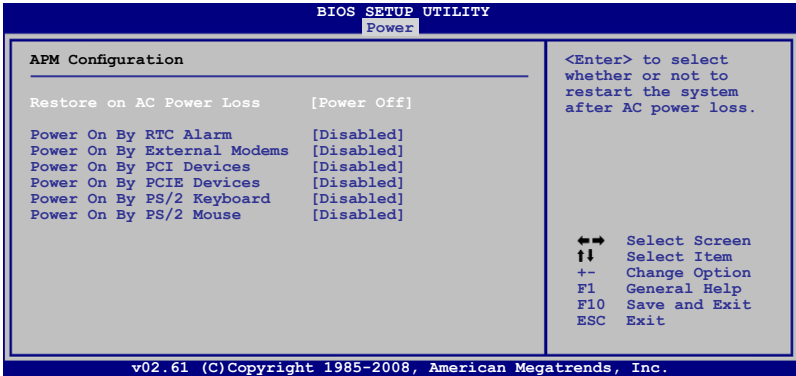 BIOS SETUP UTILITY
Power
APM Configuration
Restore on AC Power Loss [Power Off]
Power On By RTC Alarm [Disabled]
Power On By External Modems [Disabled]
Power On By PCI Devices [Disabled]
Power On By PCIE Devices [Disabled]
Power On By PS/2 Keyboard [Disabled]
Power On By PS/2 Mouse [Disabled]
<Enter> to select
whether or not to
restart the system
after AC power loss.
←→ Select Screen
↑↓ Select Item
+- Change Option
F1 General Help
F10 Save and Exit
ESC Exit
v02.61 (C)Copyright 1985-2008, American Megatrends, Inc.